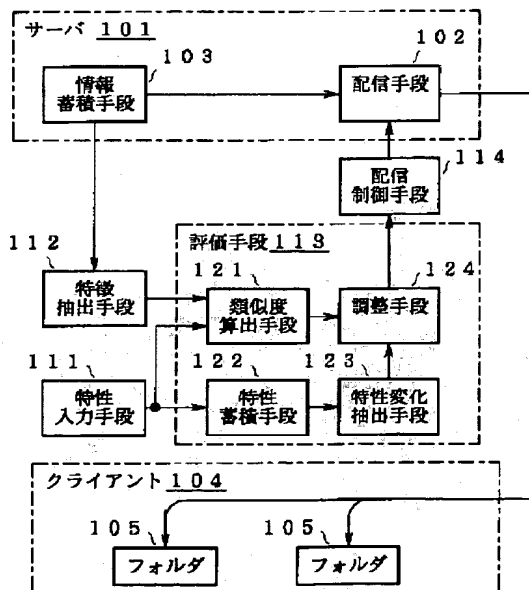 サーバ 101
103
情報
蓄積手段
102
配信手段
114
配信
制御手段
112
特徴
抽出手段
評価手段 113
121
類似度
算出手段
124
調整手段
111
特性
入力手段
122
特性
蓄積手段
123
特性変化
抽出手段
クライアント 104
105
フォルダ
105
フォルダ